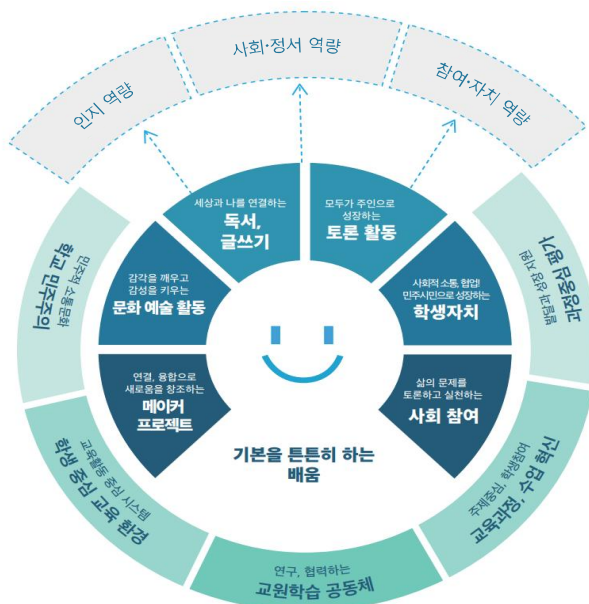 사회·정서 역량
인지 역량
참여·자치 역량
세상과 나를 연결하는
독서,
글쓰기
모두가 주인으로
성장하는
토론 활동
감각을 깨우고
감성을 키우는
문화 예술 활동
사회적 소통, 협업!
민주시민으로 성장하는
학생자치
연결, 융합으로
새로움을 창조하는
메이커
프로젝트
삶의 문제를
토론하고 실천하는
사회 참여
기본을 튼튼히 하는
배움
민주적 소통문화
학교 민주주의
과정중심 평가
배움과 성장 지원
교육활동 중심 시스템
학생 중심 교육 환경
주제중심, 학생참여
교육과정, 수업 혁신
연구, 협력하는
교원학습 공동체